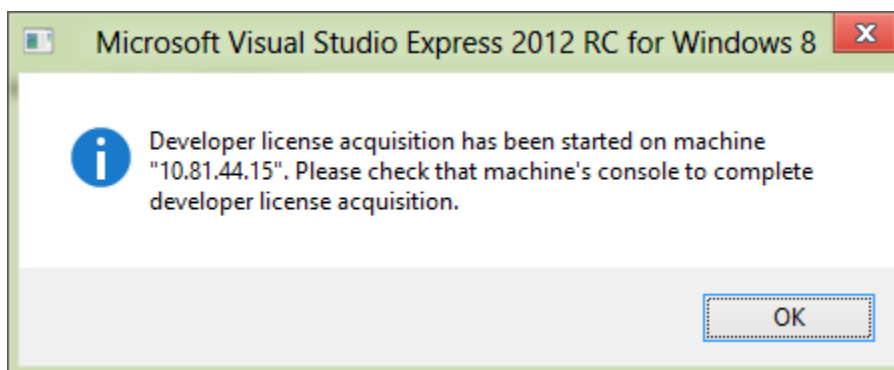 Microsoft Visual Studio Express 2012 RC for Windows 8
Developer license acquisition has been started on machine
"10.81.44.15". Please check that machine's console to complete
developer license acquisition.
OK